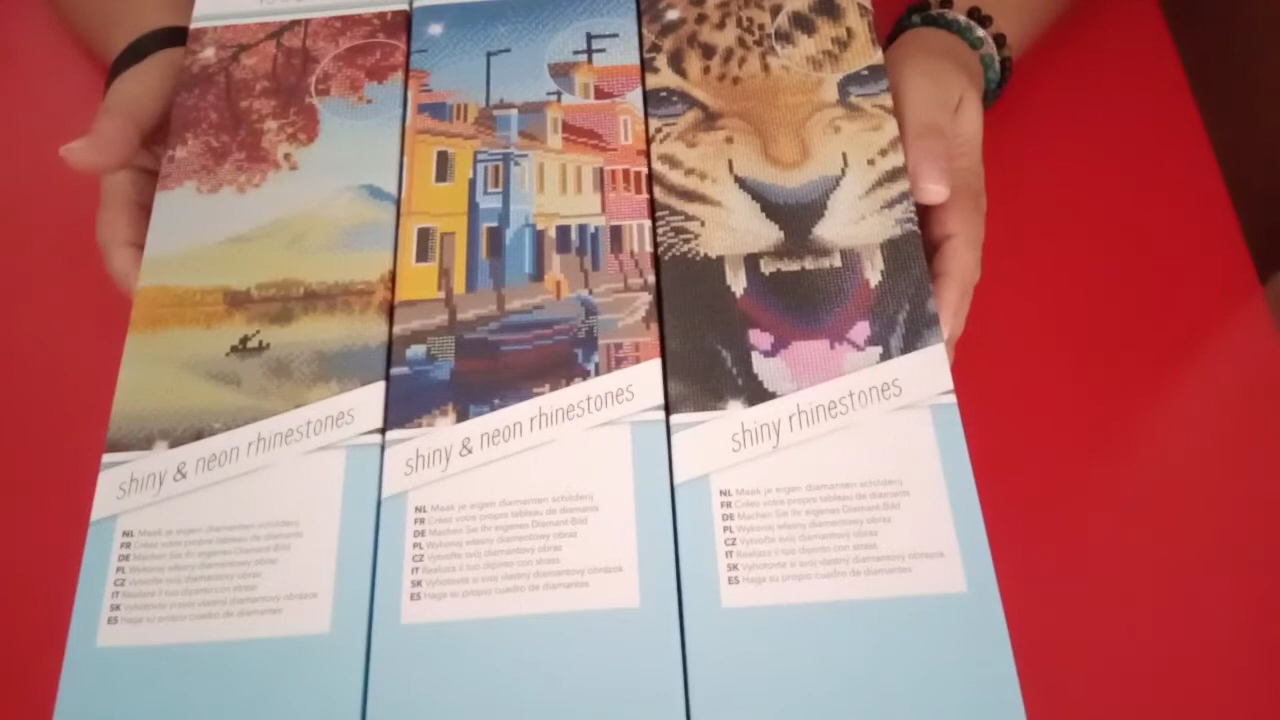 shiny & neon rhinestones
NL Maak je eigen diamanten schilderij
FR Créez votre propre tableau de diamants
DE Machen Sie Ihr eigenes Diamant-Bild
PL Wykonaj własny diamentowy obraz
CZ Vytvořte svůj diamantový obraz
IT Realizza il tuo dipinto con strass
SK Vyhotovte si svoj vlastný diamantový obrázok
ES Haga su propio cuadro de diamantes
shiny & neon rhinestones
NL Maak je eigen diamanten schilderij
FR Créez votre propre tableau de diamants
DE Machen Sie Ihr eigenes Diamant-Bild
PL Wykonaj własny diamentowy obraz
CZ Vytvořte svůj diamantový obraz
IT Realizza il tuo dipinto con strass
SK Vyhotovte si svoj vlastný diamantový obrázok
ES Haga su propio cuadro de diamantes
shiny rhinestones
NL Maak je eigen diamanten schilderij
FR Créez votre propre tableau de diamants
DE Machen Sie Ihr eigenes Diamant-Bild
PL Wykonaj własny diamentowy obraz
CZ Vytvořte svůj diamantový obraz
IT Realizza il tuo dipinto con strass
SK Vyhotovte si svoj vlastný diamantový obrázok
ES Haga su propio cuadro de diamantes